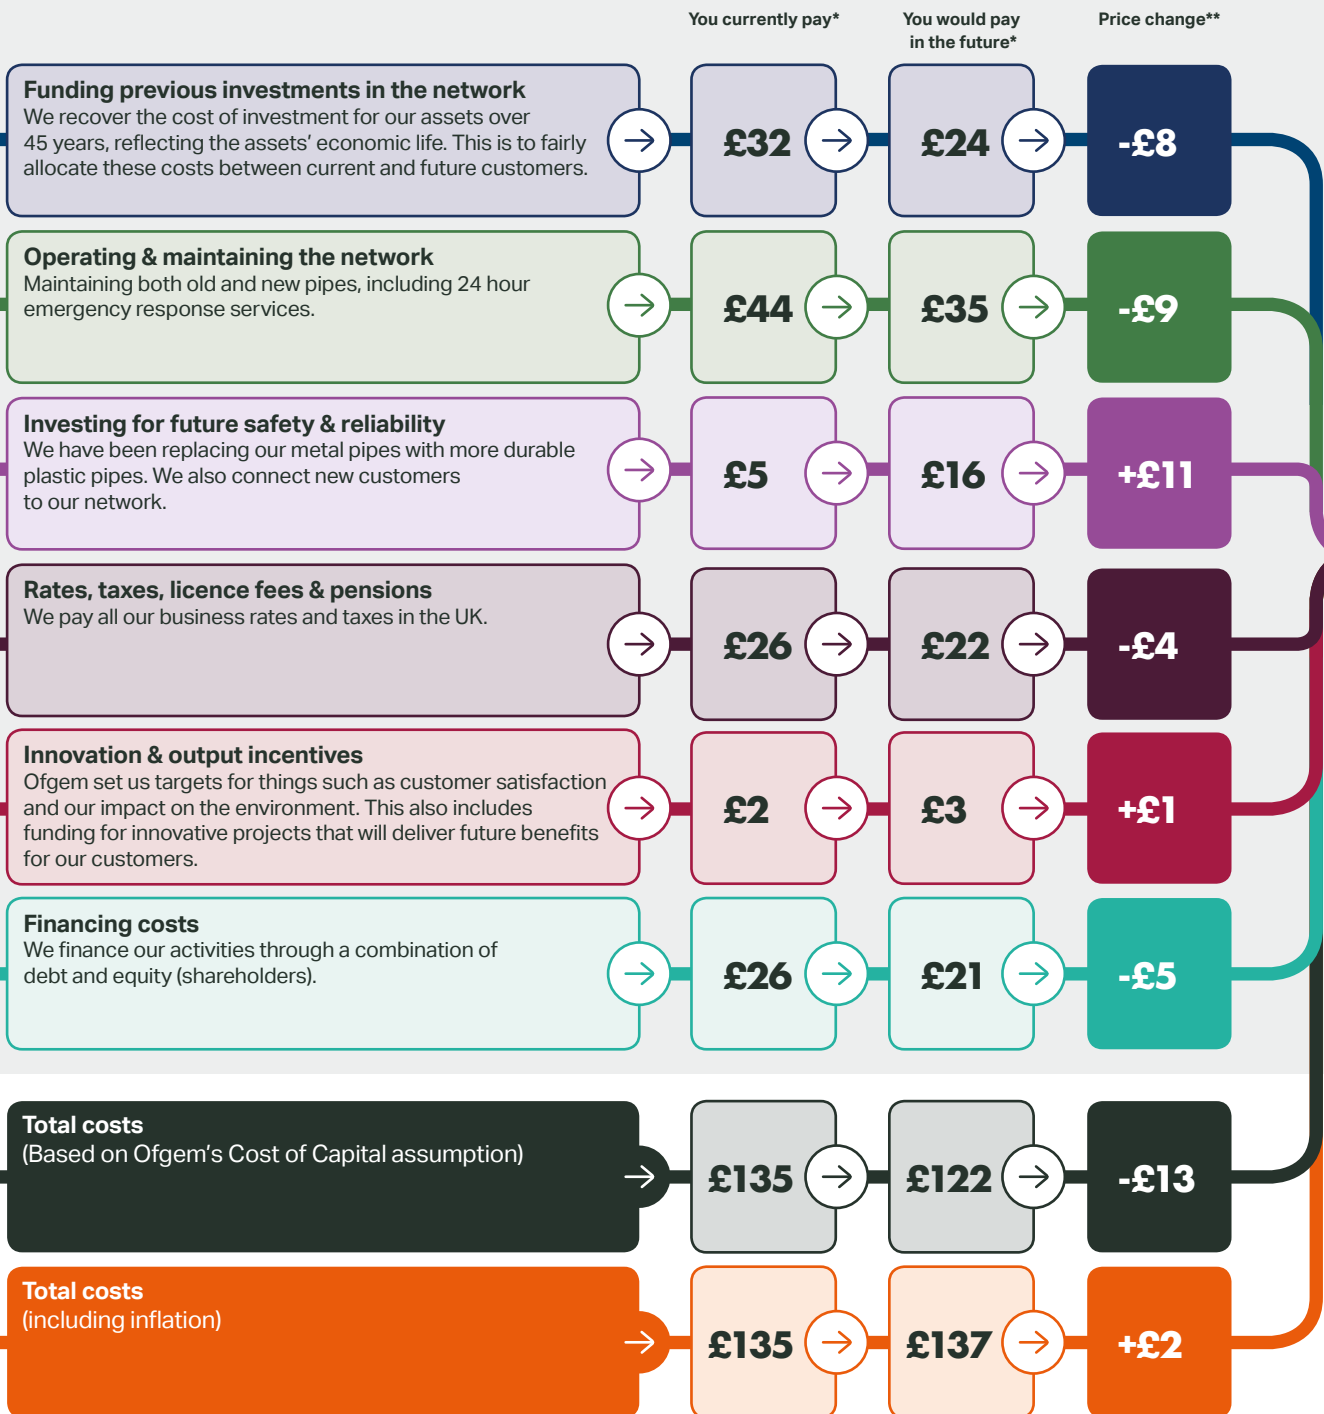 You currently pay*
You would pay
in the future*
Price change**
Funding previous investments in the network
We recover the cost of investment for our assets over
45 years, reflecting the assets' economic life. This is to fairly
allocate these costs between current and future customers.
£32
£24
-£8
Operating & maintaining the network
Maintaining both old and new pipes, including 24 hour
emergency response services.
£44
£35
-£9
Investing for future safety & reliability
We have been replacing our metal pipes with more durable
plastic pipes. We also connect new customers
to our network.
£5
£16
+£11
Rates, taxes, licence fees & pensions
We pay all our business rates and taxes in the UK.
£26
£22
-£4
Innovation & output incentives
Ofgem set us targets for things such as customer satisfaction
and our impact on the environment. This also includes
funding for innovative projects that will deliver future benefits
for our customers.
£2
£3
+£1
Financing costs
We finance our activities through a combination of
debt and equity (shareholders).
£26
£21
-£5
Total costs
(Based on Ofgem's Cost of Capital assumption)
£135
£122
-£13
Total costs
(including inflation)
£135
£137
+£2